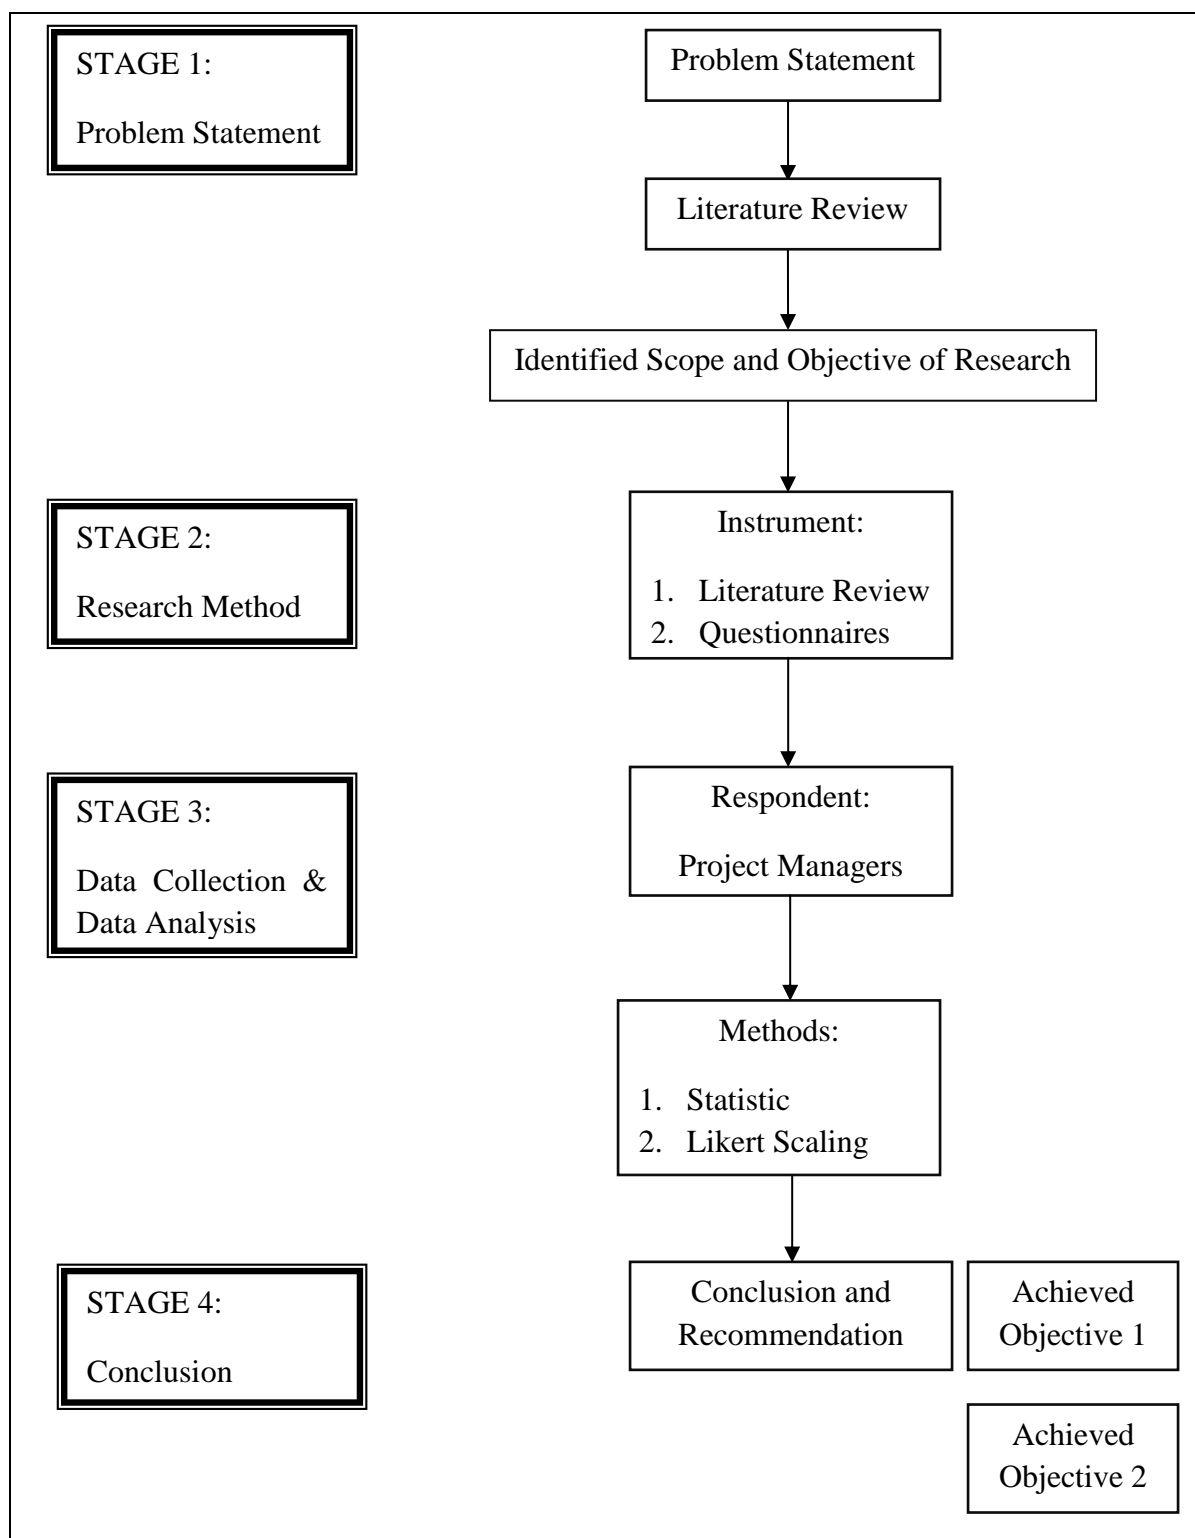 STAGE 1:
Problem Statement
Problem Statement
Literature Review
Identified Scope and Objective of Research
STAGE 2:
Research Method
Instrument:
1. Literature Review
2. Questionnaires
STAGE 3:
Data Collection &
Data Analysis
Respondent:
Project Managers
Methods:
1. Statistic
2. Likert Scaling
STAGE 4:
Conclusion
Conclusion and
Recommendation
Achieved
Objective 1
Achieved
Objective 2